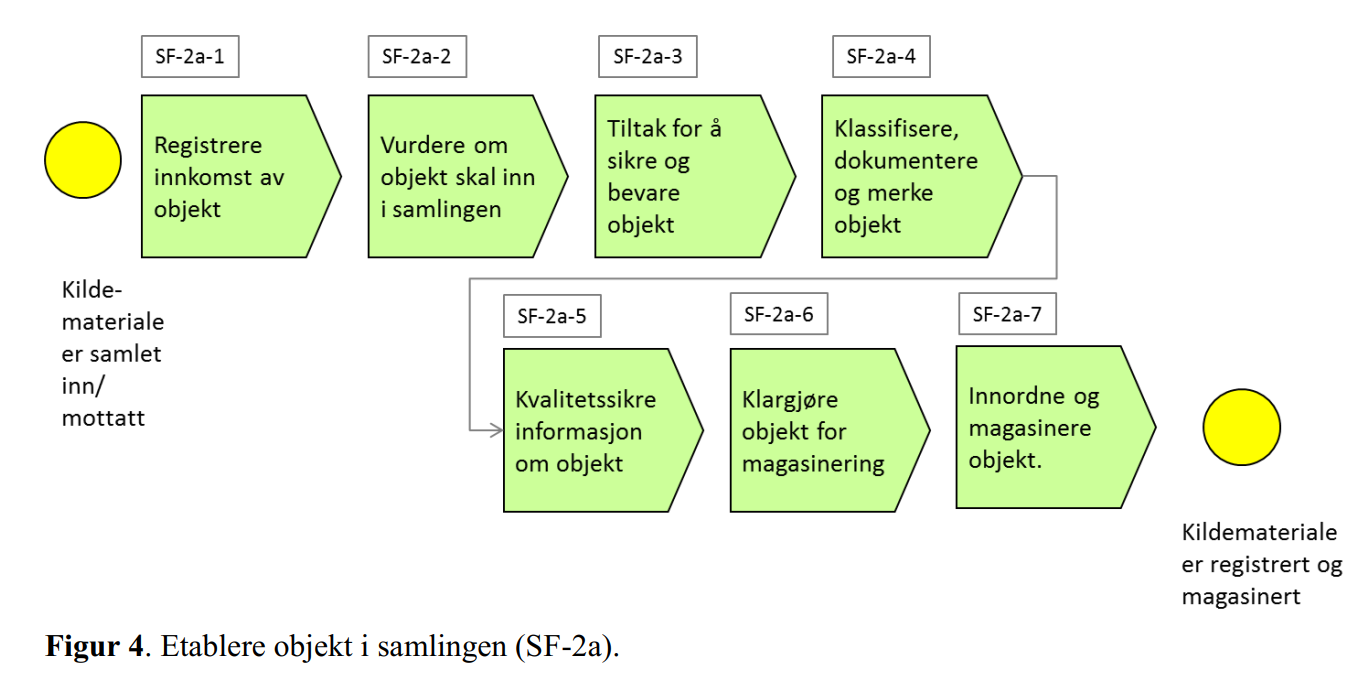 SF-2a-1
SF-2a-2
SF-2a-3
SF-2a-4
Registrere
innkomst av
objekt
Vurdere om
objekt skal inn
i samlingen
Tiltak for å
sikre og
bevare
objekt
Klassifisere,
dokumentere
og merke
objekt
Kilde-
materiale
er samlet
inn/
mottatt
SF-2a-5
SF-2a-6
SF-2a-7
Kvalitetssikre
informasjon
om objekt
Klargjøre
objekt for
magasinering
Innordne og
magasinere
objekt.
Kildemateriale
er registrert og
magasinert
Figur 4. Etablere objekt i samlingen (SF-2a).